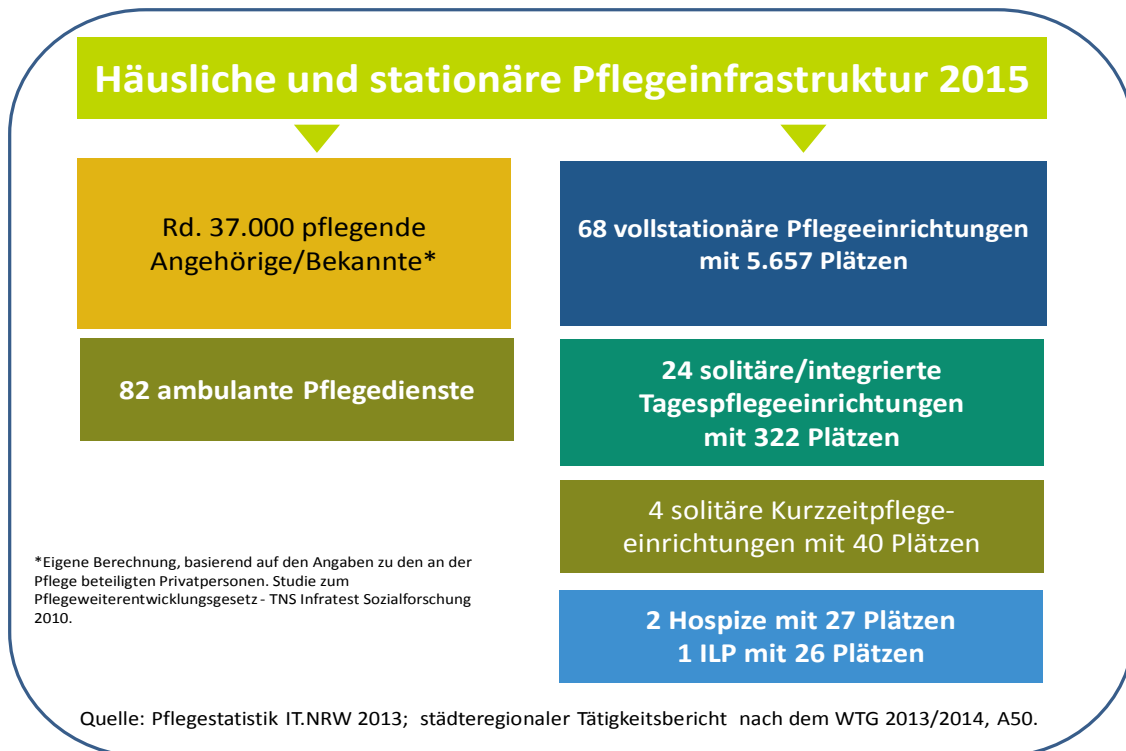 Häusliche und stationäre Pflegeinfrastruktur 2015
Rd. 37.000 pflegende
Angehörige/Bekannte*
82 ambulante Pflegedienste
*Eigene Berechnung, basierend auf den Angaben zu den an der
Pflege beteiligten Privatpersonen. Studie zum
Pflegeweiterentwicklungsgesetz - TNS Infratest Sozialforschung
2010.
68 vollstationäre Pflegeeinrichtungen
mit 5.657 Plätzen
24 solitäre/integrierte
Tagespflegeeinrichtungen
mit 322 Plätzen
4 solitäre Kurzzeitpflege-
einrichtungen mit 40 Plätzen
2 Hospize mit 27 Plätzen
1 ILP mit 26 Plätzen
Quelle: Pflegestatistik IT.NRW 2013; städteregionaler Tätigkeitsbericht nach dem WTG 2013/2014, A50.